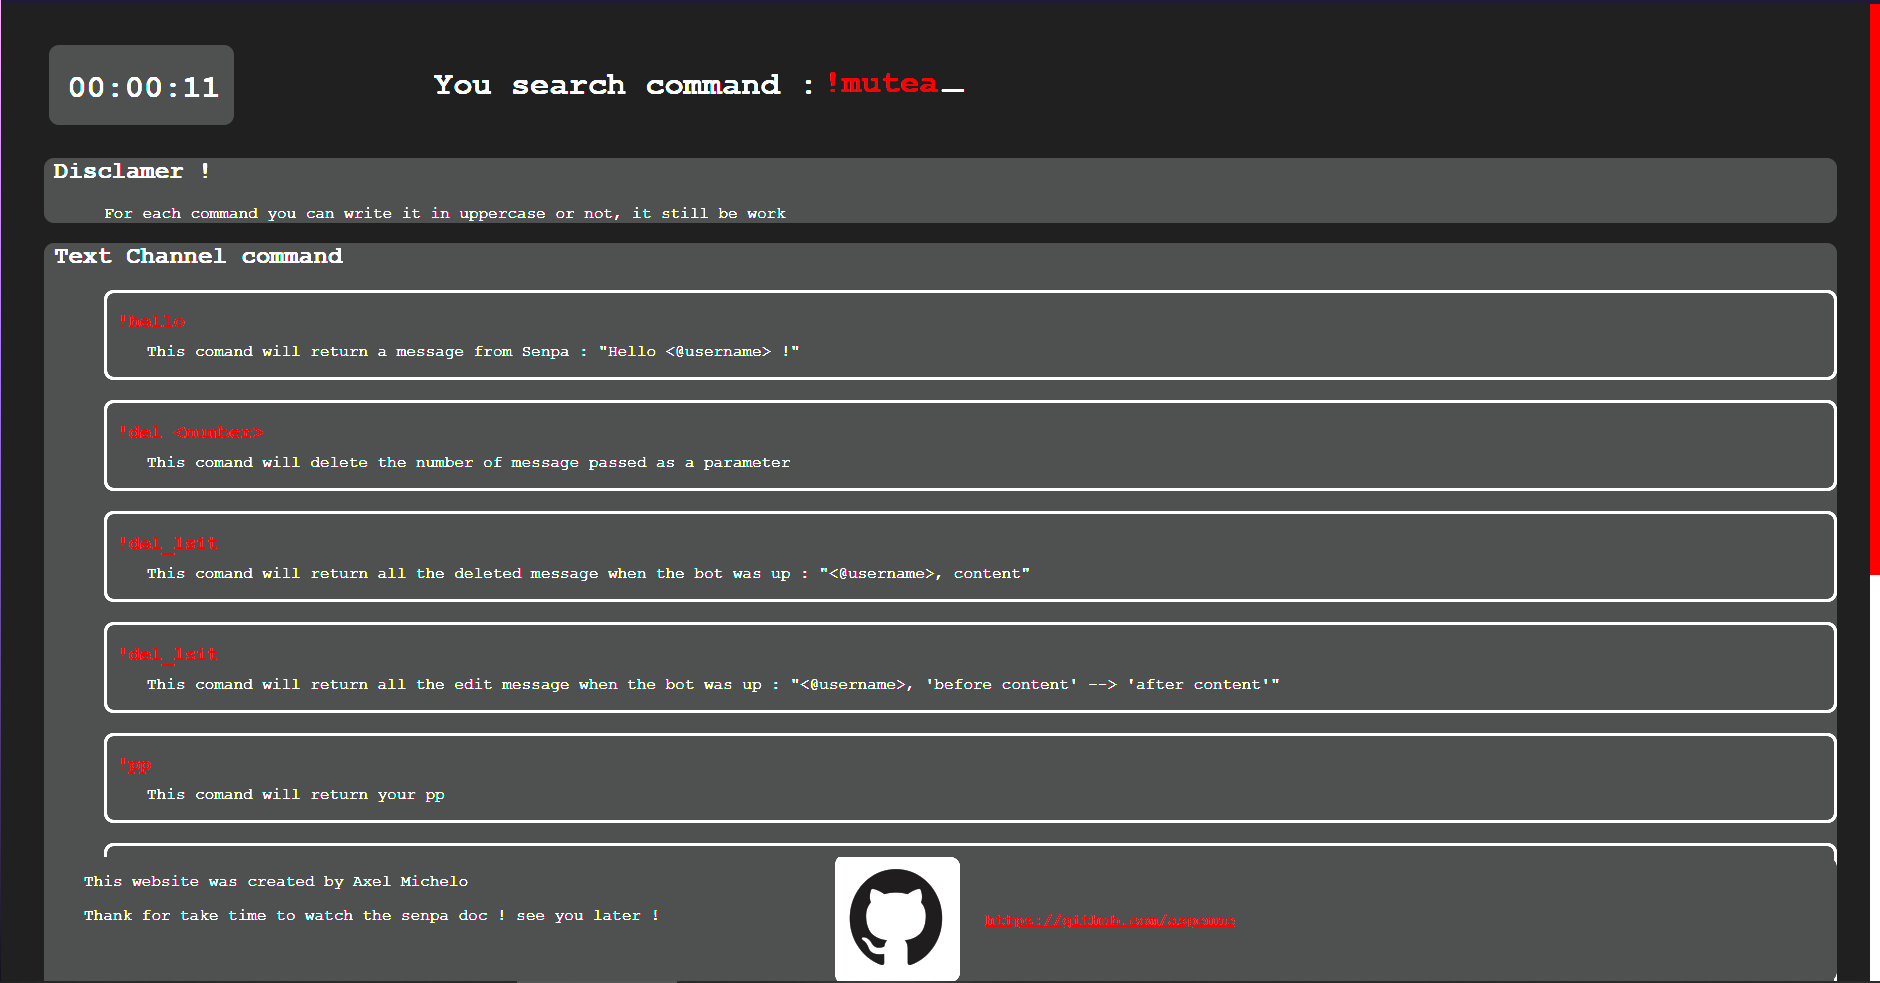 00:00:11
You search command : !mutea_
Disclamer !
For each command you can write it in uppercase or not, it still be work
Text Channel command
!hello
This comand will return a message from Senpa : "Hello <@username> !"
!del <number>
This comand will delete the number of message passed as a parameter
!del_lsit
This comand will return all the deleted message when the bot was up : "<@username>, content"
!del_lsit
This comand will return all the edit message when the bot was up : "<@username>, 'before content' --> 'after content'"
!pp
This comand will return your pp
This website was created by Axel Michelo
Thank for take time to watch the senpa doc ! see you later !